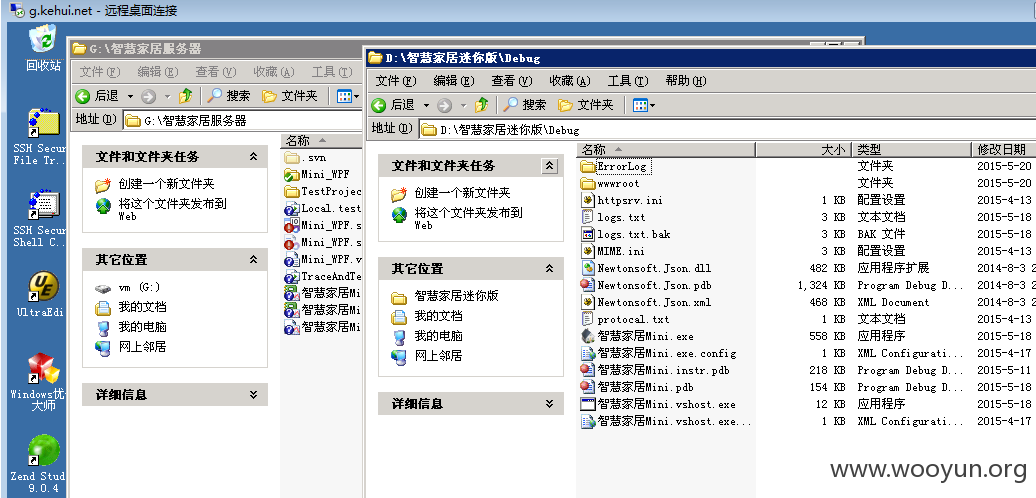 g.kehui.net - 远程桌面连接
回收站
SSH Secur
File Tr...
SSH Secur
Shell C...
UltraEdi
Windows优
大师
Zend Stud
9.0.4
G:\智慧家居服务器
文件(F) 编辑(E) 查看(V) 收藏(A) 工具(T)
后退 搜索 文件夹
地址(D) G:\智慧家居服务器
文件和文件夹任务
创建一个新文件夹
将这个文件夹发布到
Web
其它位置
vm (G:)
我的文档
我的电脑
网上邻居
详细信息
名称
.svn
Mini_WPF
TestProjec
Local.test
Mini_WPF.s
Mini_WPF.s
Mini_WPF.v
TraceAndTe
智慧家居Mi
智慧家居Mi
智慧家居Mi
D:\智慧家居迷你版\Debug
文件(F) 编辑(E) 查看(V) 收藏(A) 工具(T) 帮助(H)
后退 搜索 文件夹
地址(D) D:\智慧家居迷你版\Debug
文件和文件夹任务
创建一个新文件夹
将这个文件夹发布到
Web
其它位置
智慧家居迷你版
我的文档
我的电脑
网上邻居
详细信息
名称 大小 类型 修改日期
ErrorLog 文件夹 2015-5-20
wwwroot 文件夹 2015-5-20
httpsrv.ini 1 KB 配置设置 2015-4-13
logs.txt 3 KB 文本文档 2015-5-18
logs.txt.bak 3 KB BAK 文件 2015-5-18
MIME.ini 3 KB 配置设置 2015-4-13
Newtonsoft.Json.dll 482 KB 应用程序扩展 2014-8-3
Newtonsoft.Json.pdb 1,324 KB Program Debug D... 2014-8-3
Newtonsoft.Json.xml 468 KB XML Document 2014-8-3
protocal.txt 1 KB 文本文档 2015-4-13
智慧家居Mini.exe 558 KB 应用程序 2015-5-18
智慧家居Mini.exe.config 1 KB XML Configurati... 2015-4-17
智慧家居Mini.instr.pdb 218 KB Program Debug D... 2015-5-11
智慧家居Mini.pdb 154 KB Program Debug D... 2015-5-18
智慧家居Mini.vshost.exe 12 KB 应用程序 2015-5-18
智慧家居Mini.vshost.exe... 1 KB XML Configurati... 2015-4-17
www.wooyun.org